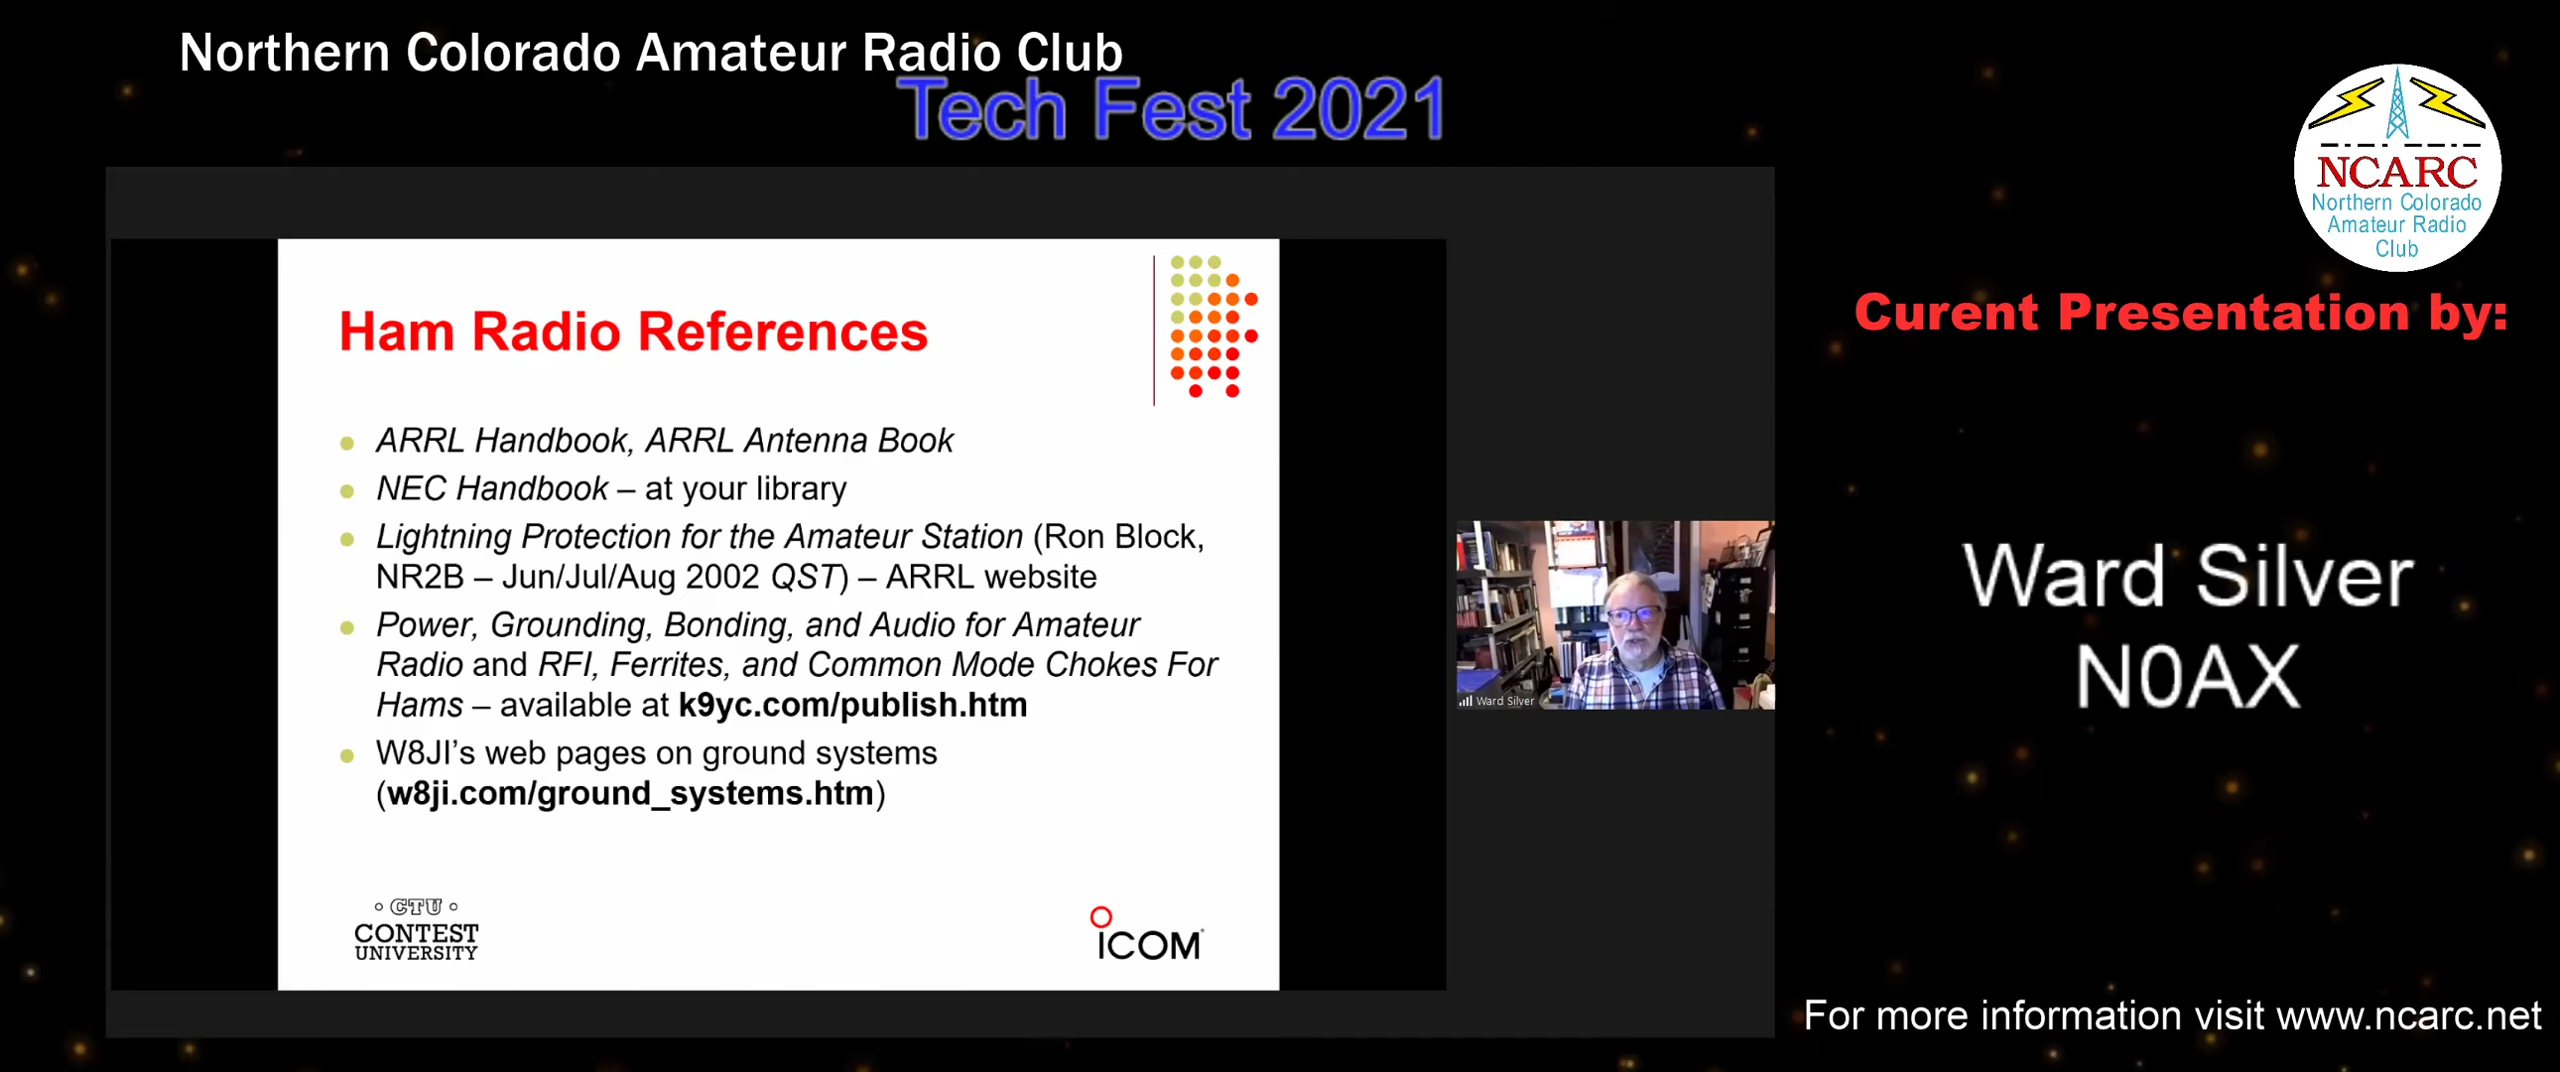 Northern Colorado Amateur Radio Club
Tech Fest 2021
NCARC
Northern Colorado
Amateur Radio
Club
Curent Presentation by:
Ham Radio References
ARRL Handbook, ARRL Antenna Book
NEC Handbook – at your library
Lightning Protection for the Amateur Station (Ron Block,
NR2B – Jun/Jul/Aug 2002 QST) – ARRL website
Power, Grounding, Bonding, and Audio for Amateur
Radio and RFI, Ferrites, and Common Mode Chokes For
Hams – available at k9yc.com/publish.htm
W8JI’s web pages on ground systems
(w8ji.com/ground_systems.htm)
CTU
CONTEST
UNIVERSITY
ICOM
Ward Silver
Ward Silver
N0AX
For more information visit www.ncarc.net